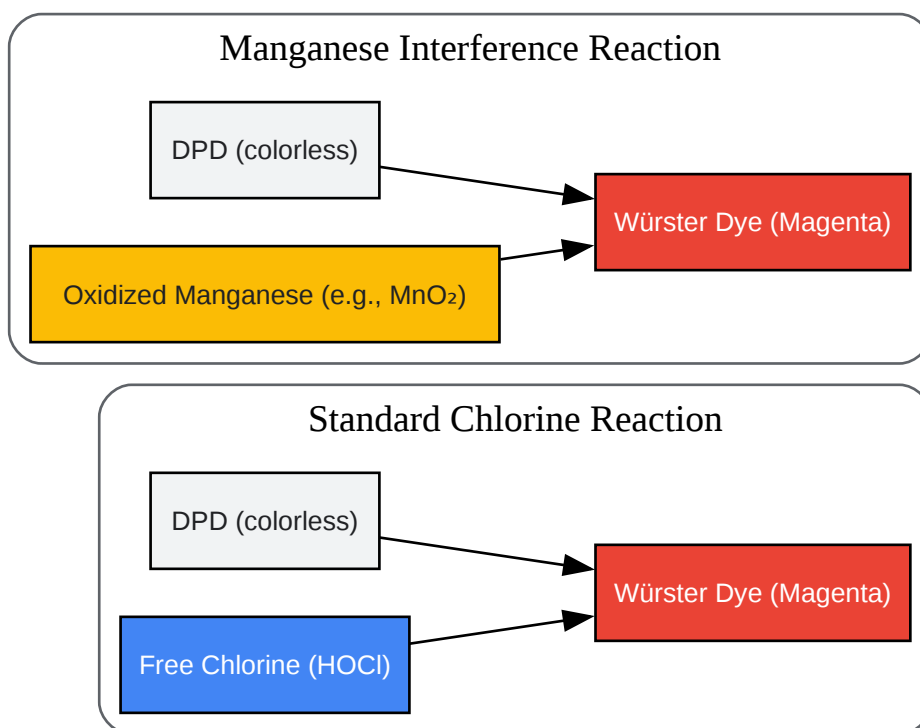 Manganese Interference Reaction
DPD (colorless)
Würster Dye (Magenta)
Oxidized Manganese (e.g., MnO₂)
Standard Chlorine Reaction
DPD (colorless)
Würster Dye (Magenta)
Free Chlorine (HOCl)